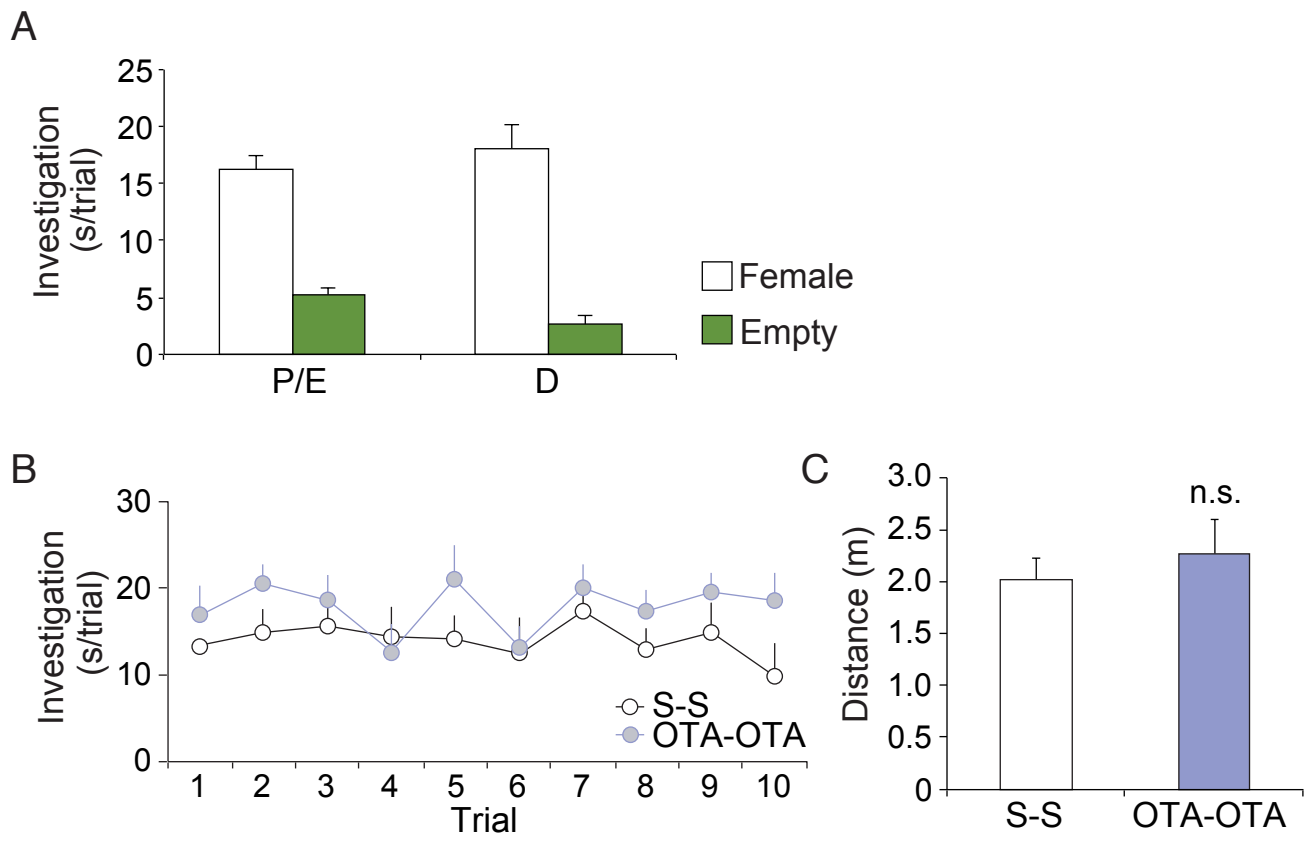 A
Investigation
(s/trial)
25
20
15
10
5
0
P/E
D
Female
Empty
B
Investigation
(s/trial)
30
20
10
0
1 2 3 4 5 6 7 8 9 10
Trial
S-S
OTA-OTA
C
Distance (m)
3.0
2.5
2.0
1.5
1.0
0.5
0
n.s.
S-S
OTA-OTA